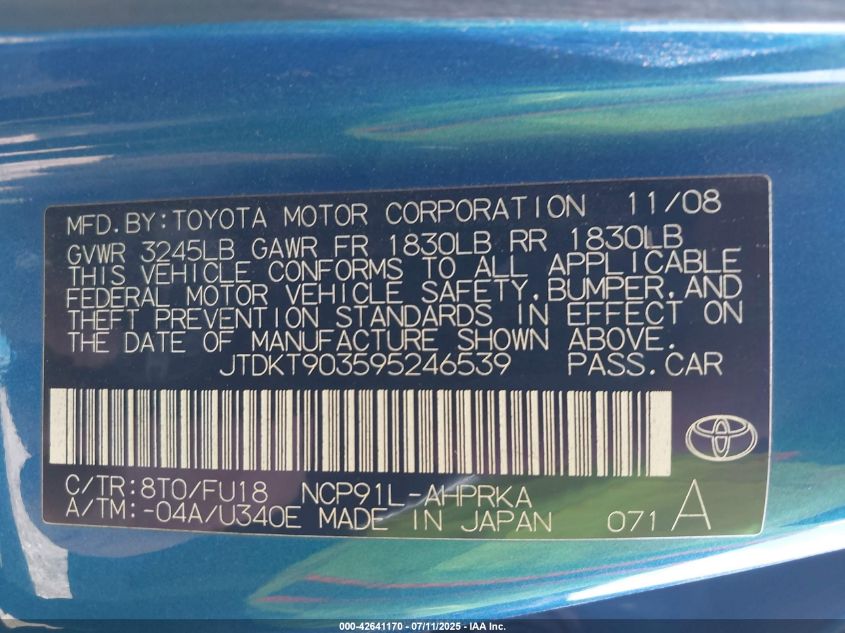 MFD.BY:TOYOTA MOTOR CORPORATION 11/08
GVWR 3245LB GAWR FR 1830LB RR 1830LB
THIS VEHICLE CONFORMS TO ALL APPLICABLE
FEDERAL MOTOR VEHICLE SAFETY,BUMPER,AND
THEFT PREVENTION STANDARDS IN EFFECT ON
THE DATE OF MANUFACTURE SHOWN ABOVE.
JTDKT903595246539 PASS.CAR
C/TR:8T0/FU18 NCP91L-AHPRKA
A/TM:-04A/U340E MADE IN JAPAN 071 A
000-42641170 - 07/11/2025 - IAA Inc.